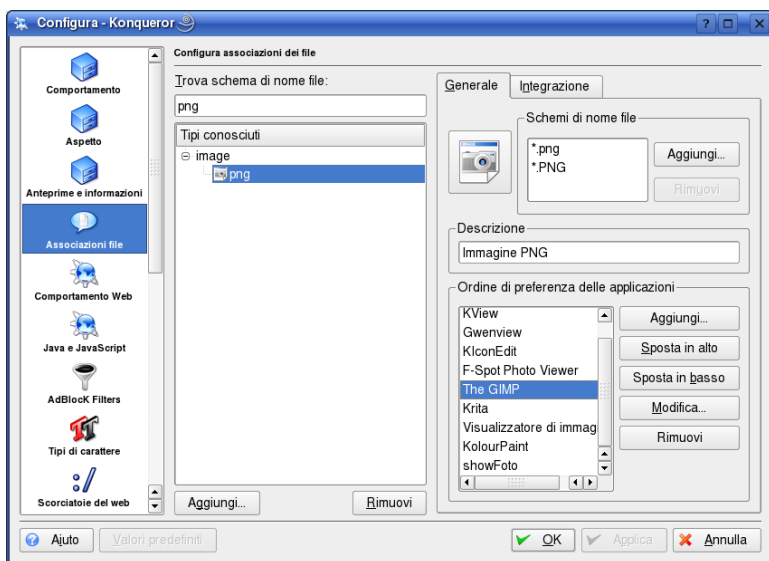 Configura - Konqueror
Comportamento
Aspetto
Anteprime e informazioni
Associazioni file
Comportamento Web
Java e JavaScript
AdBlocK Filters
Tipi di carattere
Scorciatoie del web
Configura associazioni dei file
Trova schema di nome file:
png
Tipi conosciuti
image
png
Aggiungi...
Rimuovi
Generale
Integrazione
Schemi di nome file
*.png
*.PNG
Aggiungi...
Rimuovi
Descrizione
Immagine PNG
Ordine di preferenza delle applicazioni
KView
Gwenview
KIconEdit
F-Spot Photo Viewer
The GIMP
Krita
Visualizzatore di immag
KolourPaint
showFoto
Aggiungi...
Sposta in alto
Sposta in basso
Modifica...
Rimuovi
Aiuto
Valori predefiniti
OK
Applica
Annulla